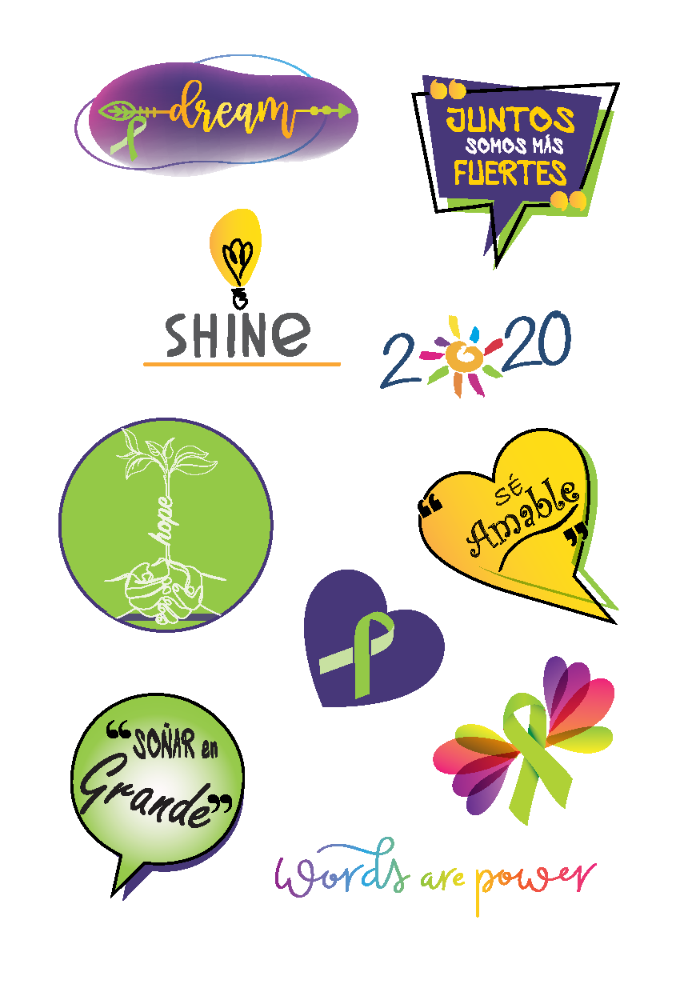 dream
“JUNTOS
SOMOS MÁS
FUERTES”
SHINe
2020
hope
“SÉ
Amable”
“SOÑAR en
Grande”
words are power